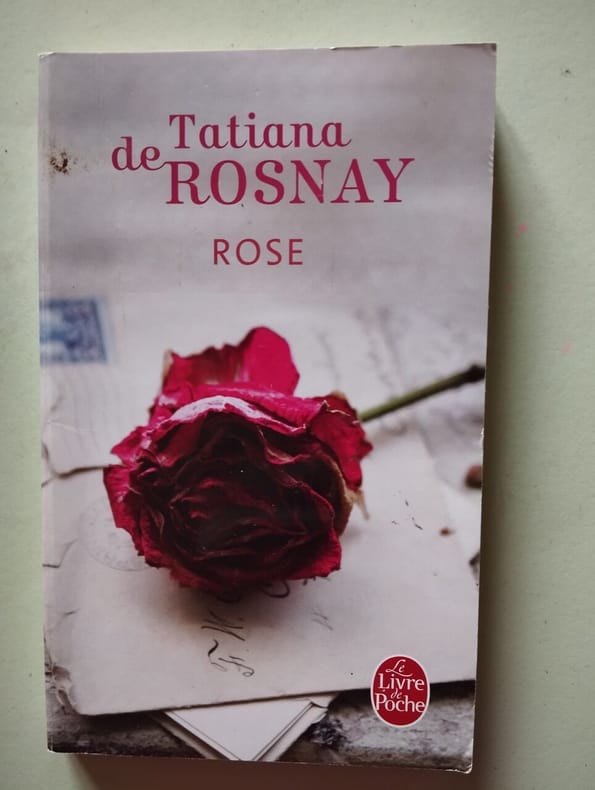 Tatiana
de ROSNAY
ROSE
Le
Livre
de
Poche